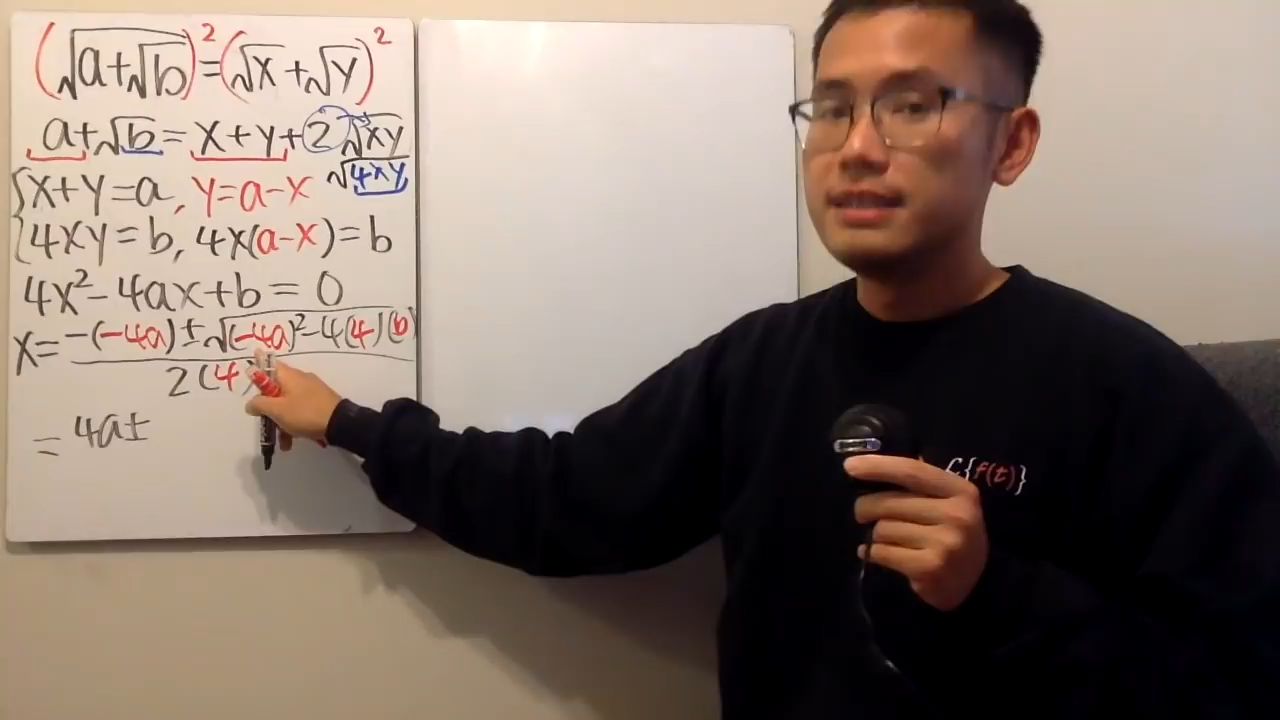 (√(a+√b))² = (√x + √y)²
a+√b = x+y+2√xy
√4xy
x+y=a, y=a-x
4xy=b, 4x(a-x)=b
4x²-4ax+b=0
x= (-(-4a)±√((-4a)²-4(4)(b))) / 2(4)
= 4a±
{f(t)}